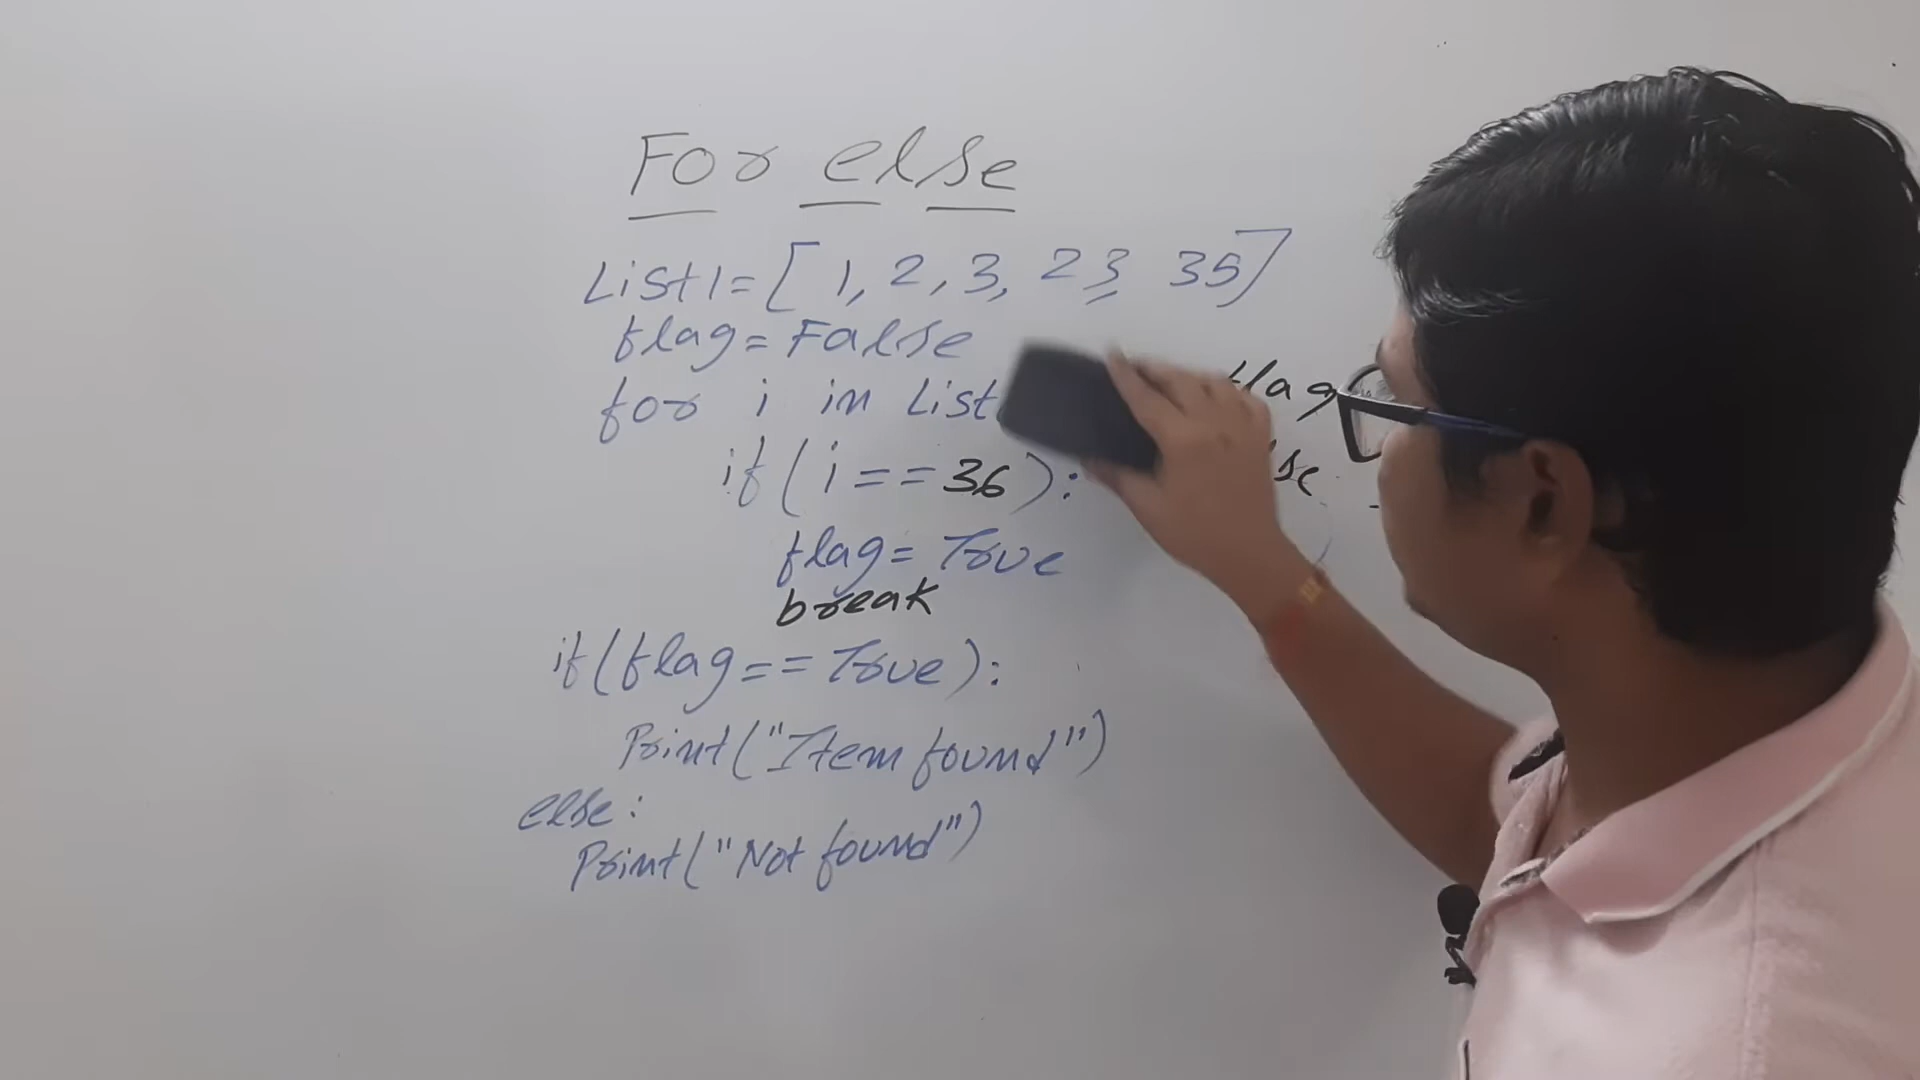 For else
List1=[1, 2, 3, 23, 35]
flag=False
for i in List
if(i==36):
flag=True
break
if(flag==True):
Print("Item found")
else:
Print("Not found")
flag